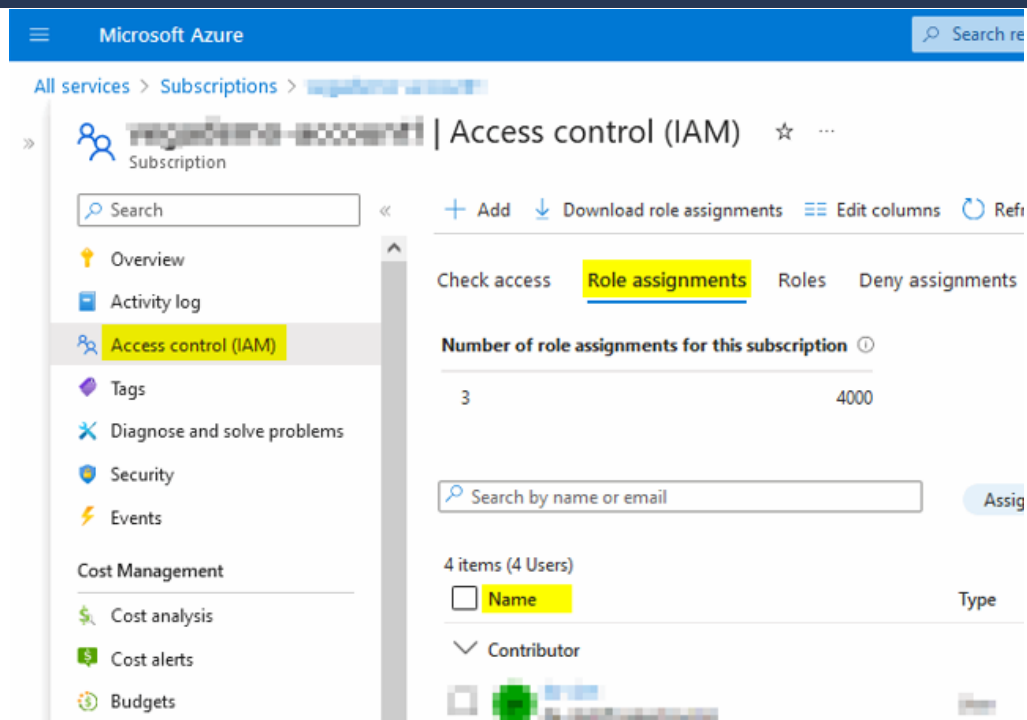 Microsoft Azure
Search re
All services > Subscriptions >
| Access control (IAM)
Subscription
Search
Add
Download role assignments
Edit columns
Refr
Overview
Activity log
Access control (IAM)
Tags
Diagnose and solve problems
Security
Events
Cost Management
Cost analysis
Cost alerts
Budgets
Check access
Role assignments
Roles
Deny assignments
Number of role assignments for this subscription
3
4000
Search by name or email
Assig
4 items (4 Users)
Name
Type
Contributor